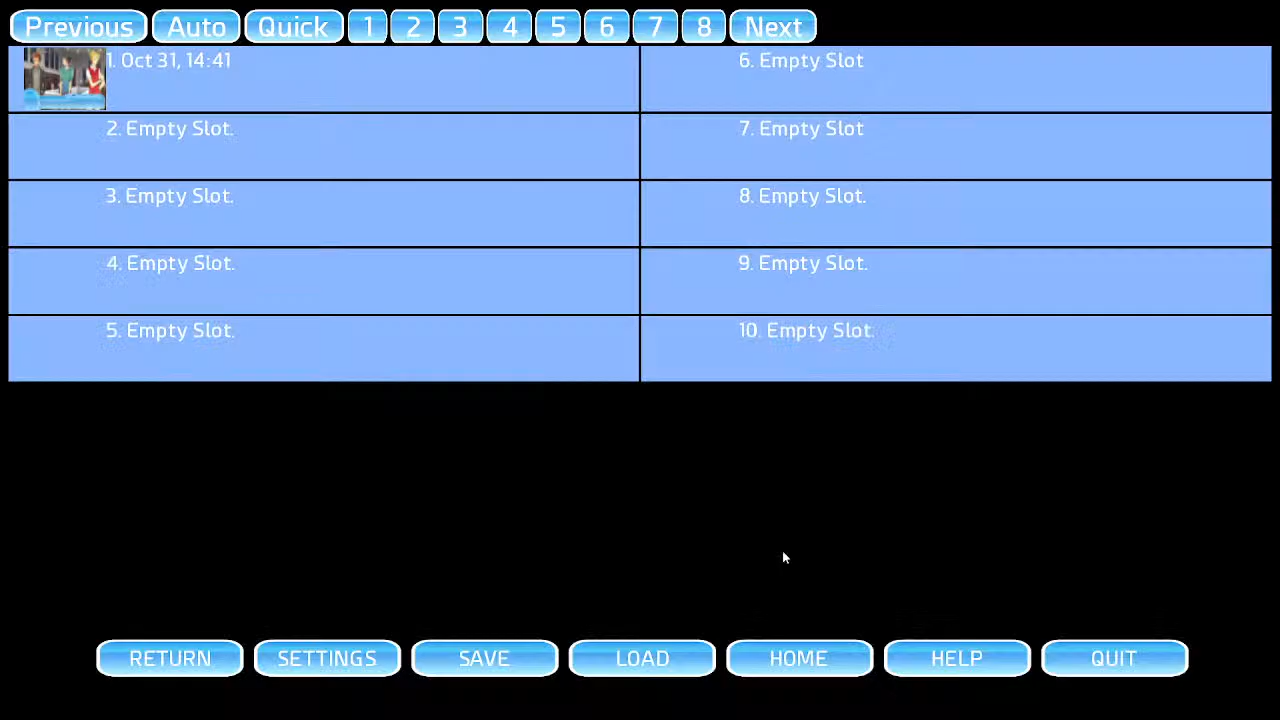 Previous Auto Quick 1 2 3 4 5 6 7 8 Next
1. Oct 31, 14:41
2. Empty Slot.
3. Empty Slot.
4. Empty Slot.
5. Empty Slot.
6. Empty Slot
7. Empty Slot
8. Empty Slot.
9. Empty Slot.
10. Empty Slot.
RETURN SETTINGS SAVE LOAD HOME HELP QUIT